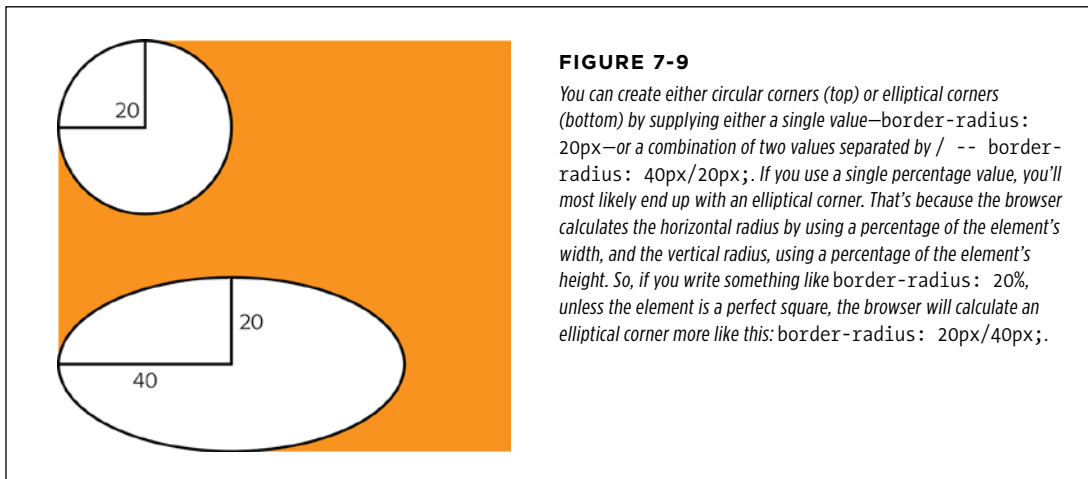 20
20
40
FIGURE 7-9
You can create either circular corners (top) or elliptical corners
(bottom) by supplying either a single value—border-radius:
20px—or a combination of two values separated by / -- border-
radius: 40px/20px;. If you use a single percentage value, you'll
most likely end up with an elliptical corner. That's because the browser
calculates the horizontal radius by using a percentage of the element's
width, and the vertical radius, using a percentage of the element's
height. So, if you write something like border-radius: 20%,
unless the element is a perfect square, the browser will calculate an
elliptical corner more like this: border-radius: 20px/40px;.